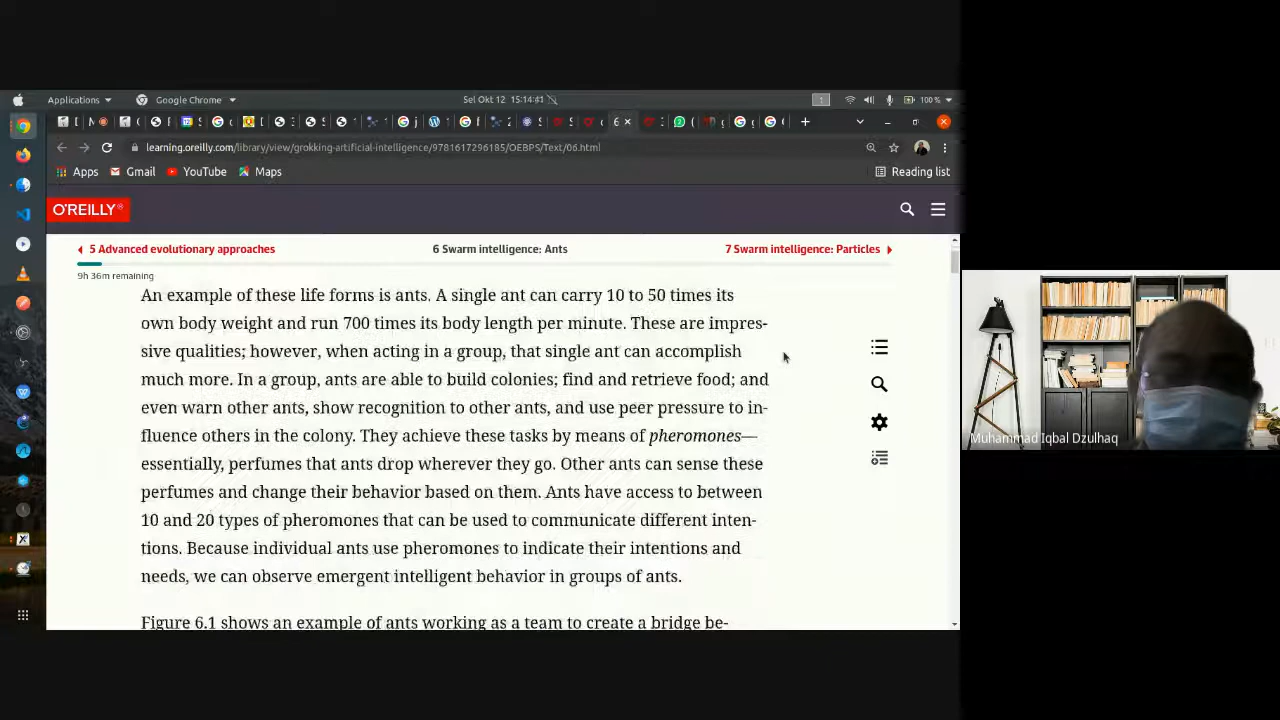 Applications
Google Chrome
Sel Okt 12 15:14:41
1
100 %
learning.oreilly.com/library/view/grokking-artificial-intelligence/9781617296185/OEBPS/Text/06.html
Apps
Gmail
YouTube
Maps
Reading list
O'REILLY®
5 Advanced evolutionary approaches
6 Swarm intelligence: Ants
7 Swarm intelligence: Particles
9h 36m remaining
An example of these life forms is ants. A single ant can carry 10 to 50 times its
own body weight and run 700 times its body length per minute. These are impres-
sive qualities; however, when acting in a group, that single ant can accomplish
much more. In a group, ants are able to build colonies; find and retrieve food; and
even warn other ants, show recognition to other ants, and use peer pressure to in-
fluence others in the colony. They achieve these tasks by means of pheromones—
essentially, perfumes that ants drop wherever they go. Other ants can sense these
perfumes and change their behavior based on them. Ants have access to between
10 and 20 types of pheromones that can be used to communicate different inten-
tions. Because individual ants use pheromones to indicate their intentions and
needs, we can observe emergent intelligent behavior in groups of ants.
Figure 6.1 shows an example of ants working as a team to create a bridge be-
Muhammad Iqbal Dzulhaq